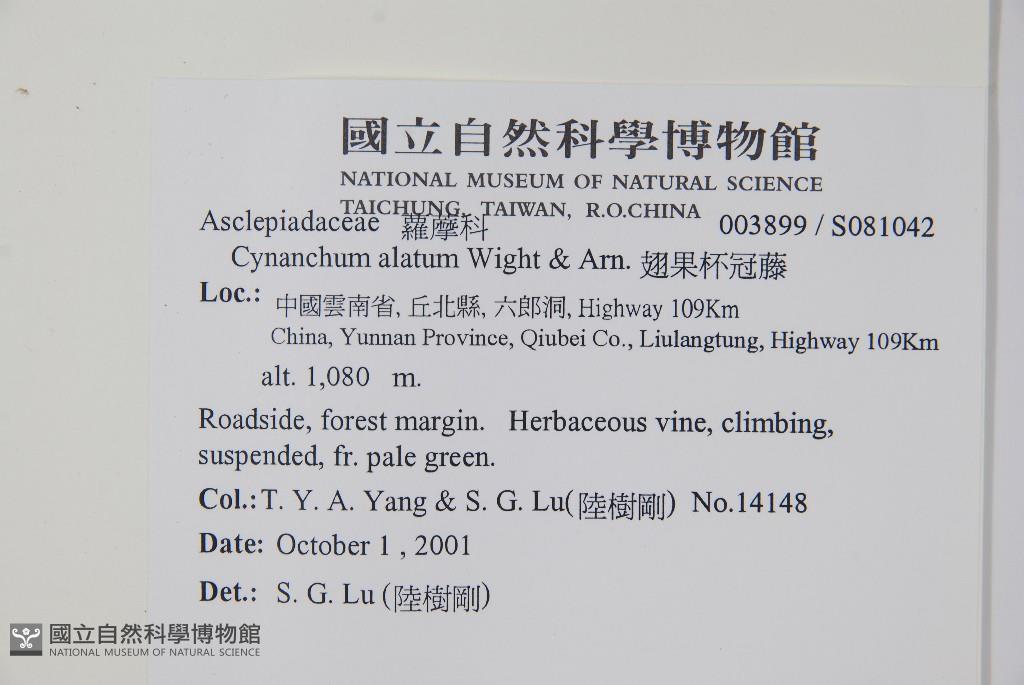 國立自然科學博物館
NATIONAL MUSEUM OF NATURAL SCIENCE
TAICHUNG, TAIWAN, R.O.CHINA
Asclepiadaceae 蘿藦科 003899 / S081042
Cynanchum alatum Wight & Arn. 翅果杯冠藤
Loc.: 中國雲南省, 丘北縣, 六郎洞, Highway 109Km
China, Yunnan Province, Qiubei Co., Liulangtung, Highway 109Km
alt. 1,080 m.
Roadside, forest margin. Herbaceous vine, climbing,
suspended, fr. pale green.
Col.: T. Y. A. Yang & S. G. Lu(陸樹剛) No.14148
Date: October 1 , 2001
Det.: S. G. Lu (陸樹剛)
國立自然科學博物館
NATIONAL MUSEUM OF NATURAL SCIENCE